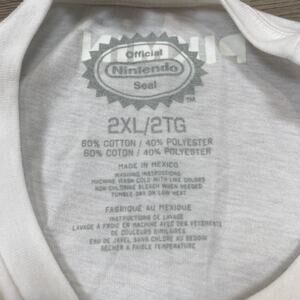 Official
Nintendo
Seal
TM
2XL/2TG
60% COTTON / 40% POLYESTER
60% COTON / 40% POLYESTER
MADE IN MEXICO
WASHING INSTRUCTIONS
MACHINE WASH COLD WITH LIKE COLORS
NON-CHLORINE BLEACH WHEN NEEDED
TUMBLE DRY ON LOW HEAT
FABRIQUÉ AU MEXIQUE
INSTRUCTIONS DE LAVAGE
LAVAGE A FROID EN MACHINE AVEC DES VÊTEMENTS
DE COULEURS SIMILAIRES
EAU DE JAVEL SANS CHLORE AU BESOIN
SÉCHER A FAIBLE TEMPÉRATURE